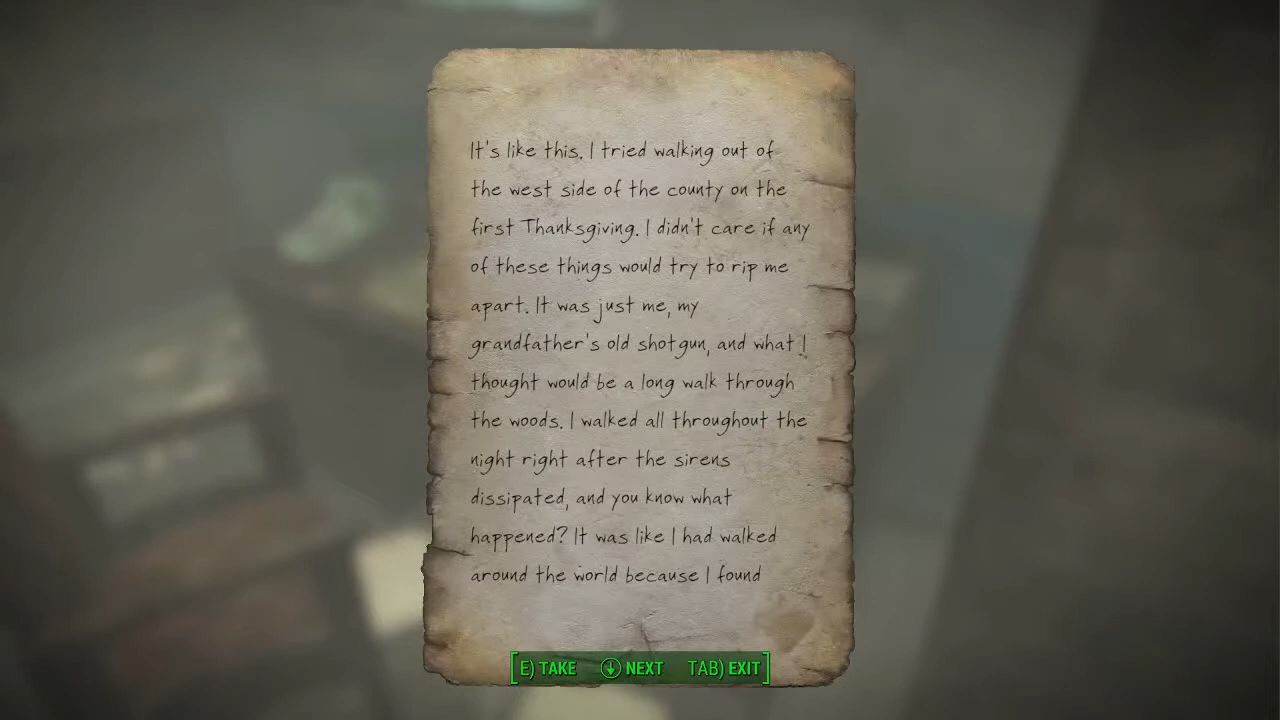 It's like this. I tried walking out of
the west side of the county on the
first Thanksgiving. I didn't care if any
of these things would try to rip me
apart. It was just me, my
grandfather's old shotgun, and what I
thought would be a long walk through
the woods. I walked all throughout the
night right after the sirens
dissipated, and you know what
happened? It was like I had walked
around the world because I found
E) TAKE NEXT TAB) EXIT